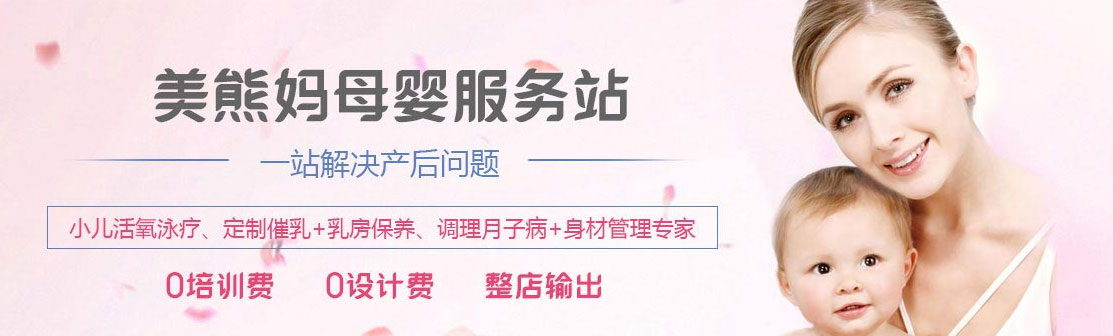 美熊妈母婴服务站
一站解决产后问题
小儿活氧泳疗、定制催乳+乳房保养、调理月子病+身材管理专家
0培训费 0设计费 整店输出